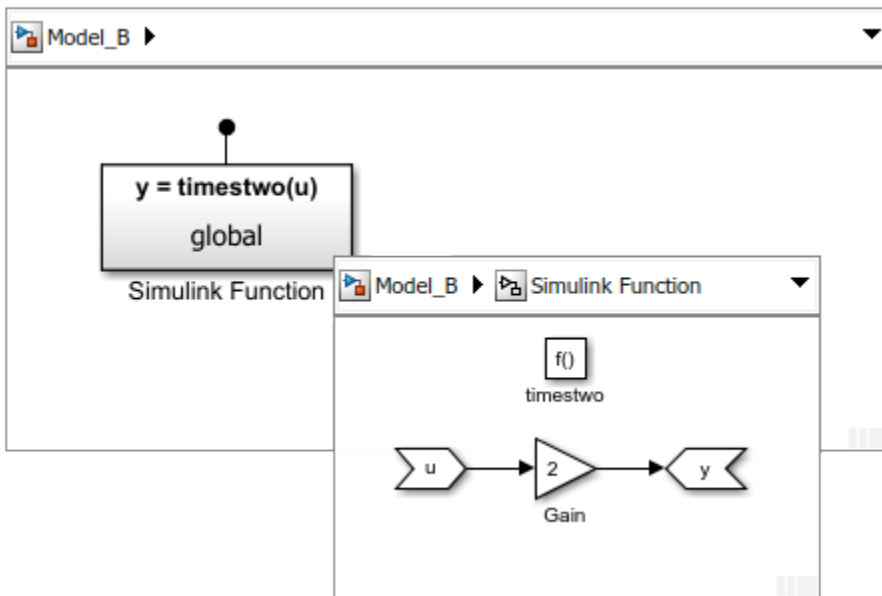 Model_B
y = timestwo(u)
global
Simulink Function
Model_B Simulink Function
f()
timestwo
u 2 y
Gain